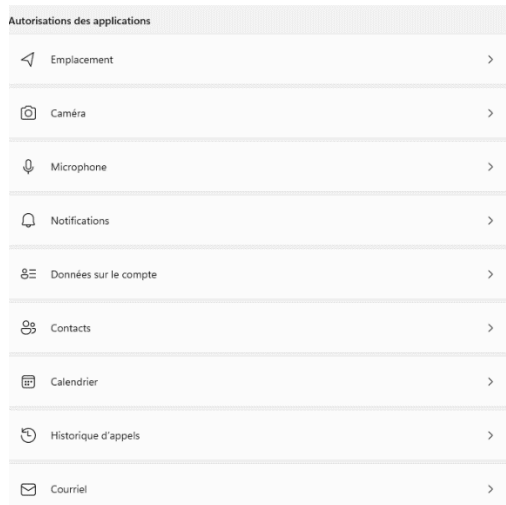 Autorisations des applications
Emplacement
Caméra
Microphone
Notifications
Données sur le compte
Contacts
Calendrier
Historique d'appels
Courriel